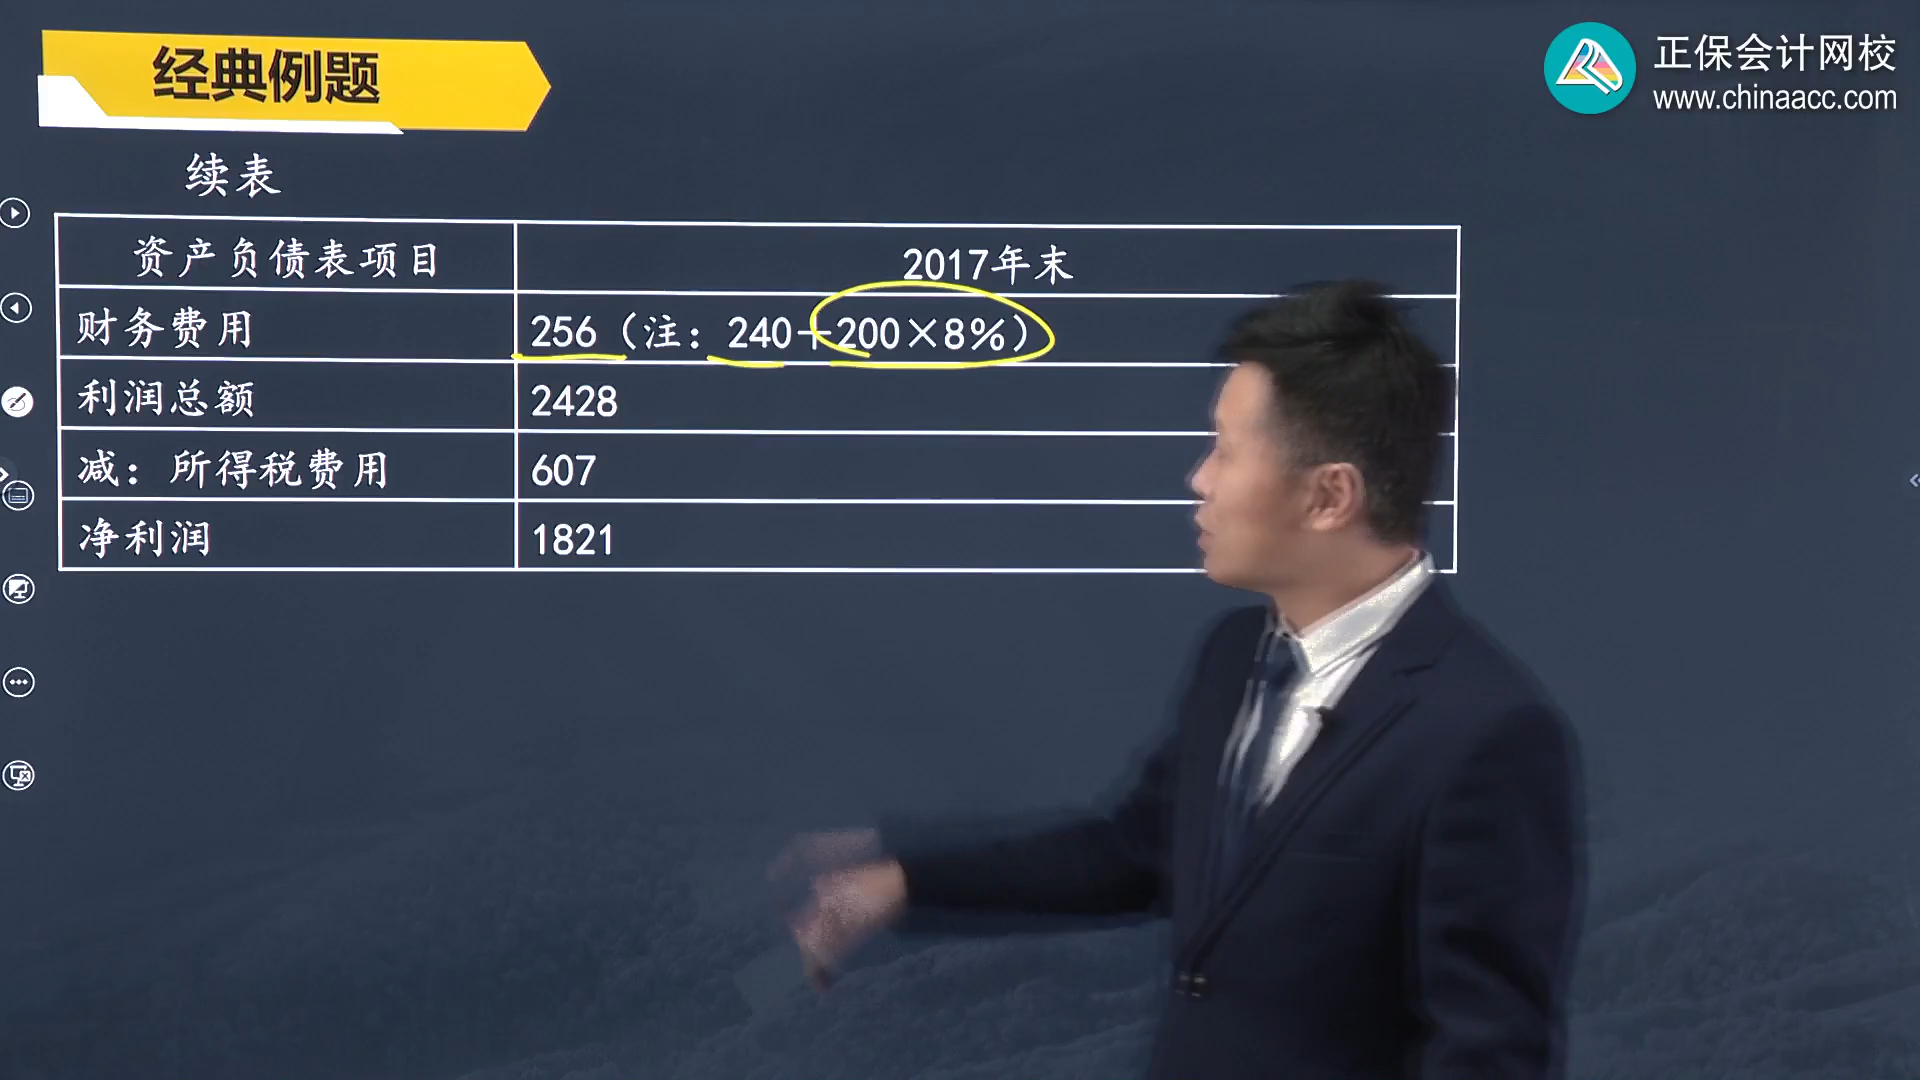 经典例题
正保会计网校
www.chinaacc.com
续表
资产负债表项目 2017年末
财务费用 256（注：240+200×8%）
利润总额 2428
减：所得税费用 607
净利润 1821